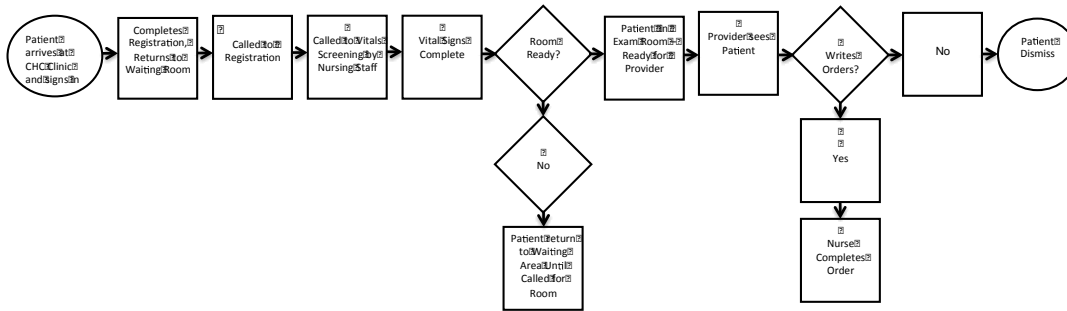 Patient
arrives at
CHC Clinic
and signs in
Completes
Registration,
Returns to
Waiting Room
Called to
Registration
Called to Vitals
Screening by
Nursing Staff
Vital Signs
Complete
Room
Ready?
Patient in
Exam Room –
Ready for
Provider
Provider sees
Patient
Writes
Orders?
No
Patient
Dismiss
No
Yes
Patient return
to Waiting
Area Until
Called for
Room
Nurse
Completes
Order